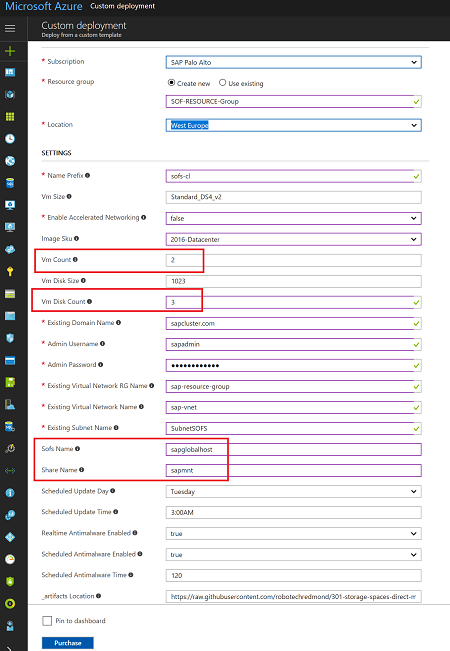 Microsoft Azure Custom deployment
Custom deployment
Deploy from a custom template
* Subscription SAP Palo Alto
* Resource group Create new Use existing
SOF-RESOURCE-Group
* Location West Europe
SETTINGS
* Name Prefix sofs-cl
Vm Size Standard_DS4_v2
* Enable Accelerated Networking false
Image Sku 2016-Datacenter
Vm Count 2
Vm Disk Size 1023
Vm Disk Count 3
* Existing Domain Name sapcluster.com
* Admin Username sapadmin
* Admin Password ••••••••••••
* Existing Virtual Network RG Name sap-resource-group
* Existing Virtual Network Name sap-vnet
* Existing Subnet Name SubnetSOFS
Sofs Name sapglobalhost
Share Name sapmnt
Scheduled Update Day Tuesday
Scheduled Update Time 3:00AM
Realtime Antimalware Enabled true
Scheduled Antimalware Enabled true
Scheduled Antimalware Time 120
_artifacts Location https://raw.githubusercontent.com/robotechredmond/301-storage-spaces-direct-m
Pin to dashboard
Purchase